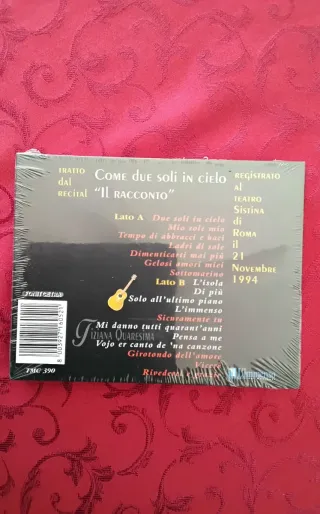 TRATTO
dal
RECITAL
COME DUE SOLI IN CIELO
"IL RACCONTO"
REGISTRATO
AL
TEATRO
SISTINA
di
ROMA
il
21
NOVEMBRE
1994
LATO A Due soli in cielo
Mio solo mio
Tempo di abbracci e baci
Ladri di sole
Dimenticarti mai più
Gelosi amori miei
Sottomarino
LATO B L'isola
Di più
Solo all'ultimo piano
L'immenso
Sicuramente tu
Mi danno tutti quarant'anni
Pensa a me
Vojo er canto de 'na canzone
Girotondo dell'amore
TIZIANA QUARESIMA
TMC 390